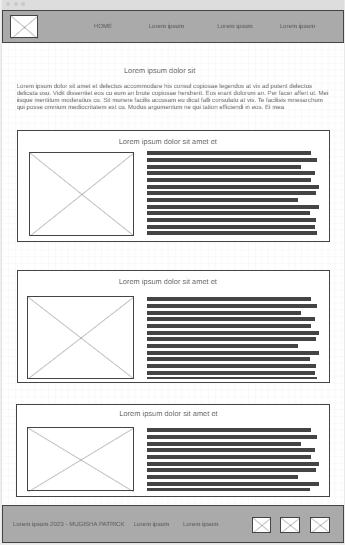 HOME Lorem ipsum Lorem ipsum Lorem ipsum
Lorem ipsum dolor sit
Lorem ipsum dolor sit amet et delectus accommodare his consul copiosae legendos at vix ad putent delectus
delicata usu. Vidit dissentiet eos cu eum an brute copiosae hendrerit. Eos erant dolorum an. Per facer affert ut. Mei
iisque mentitum moderatius cu. Sit munere facilis accusam eu dicat falli consulatu at vis. Te facilisis mnesarchum
qui posse omnium mediocritatem est cu. Modus argumentum ne qui tation efficiendi in eos. Ei mea
Lorem ipsum dolor sit amet et
Lorem ipsum dolor sit amet et
Lorem ipsum dolor sit amet et
Lorem ipsum 2023 - MUGISHA PATRICK Lorem ipsum Lorem ipsum